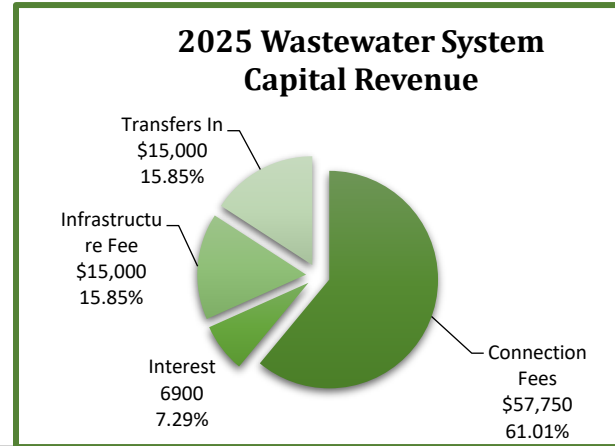 2025 Wastewater System
Capital Revenue
Transfers In
$15,000
15.85%
Infrastructu
re Fee
$15,000
15.85%
Interest
6900
7.29%
Connection
Fees
$57,750
61.01%